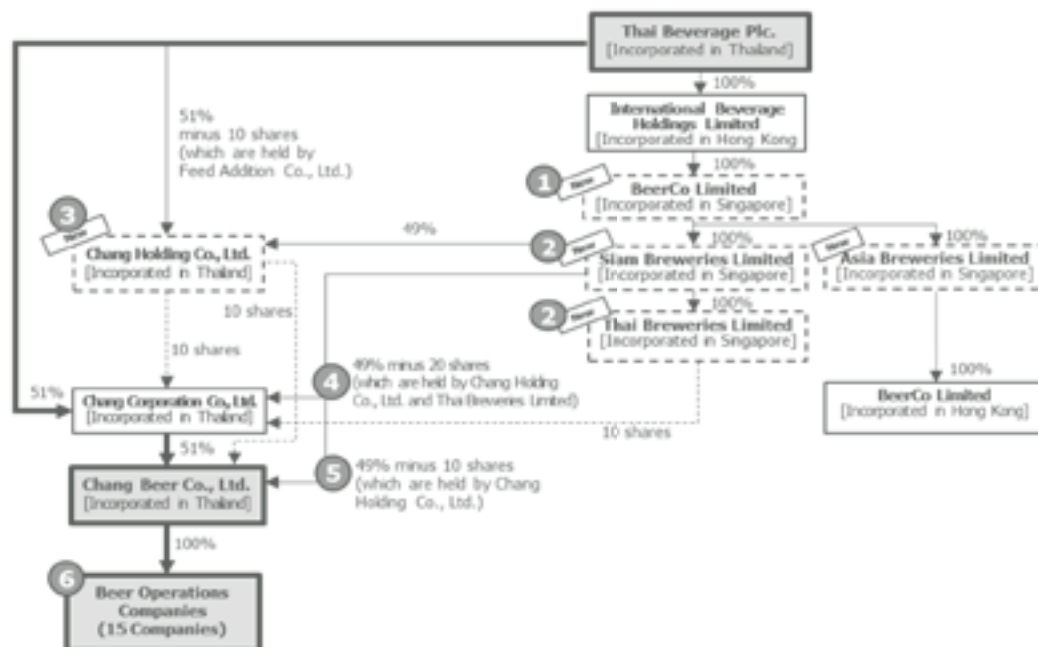 Thai Beverage Plc.
[Incorporated in Thailand]
100%
International Beverage
Holdings Limited
[Incorporated in Hong Kong
100%
1
New
BeerCo Limited
[Incorporated in Singapore]
51%
minus 10 shares
(which are held by
Feed Addition Co., Ltd.)
3
New
Chang Holding Co., Ltd.
[Incorporated in Thailand]
49%
2
New
100%
Siam Breweries Limited
[Incorporated in Singapore]
New
100%
Asia Breweries Limited
[Incorporated in Singapore]
10 shares
10 shares
2
New
100%
Thai Breweries Limited
[Incorporated in Singapore]
4
49% minus 20 shares
(which are held by Chang Holding
Co., Ltd. and Thai Breweries Limited)
100%
BeerCo Limited
[Incorporated in Hong Kong]
51%
Chang Corporation Co., Ltd.
[Incorporated in Thailand]
10 shares
51%
5
49% minus 10 shares
(which are held by Chang
Holding Co., Ltd.)
Chang Beer Co., Ltd.
[Incorporated in Thailand]
100%
6
Beer Operations
Companies
(15 Companies)